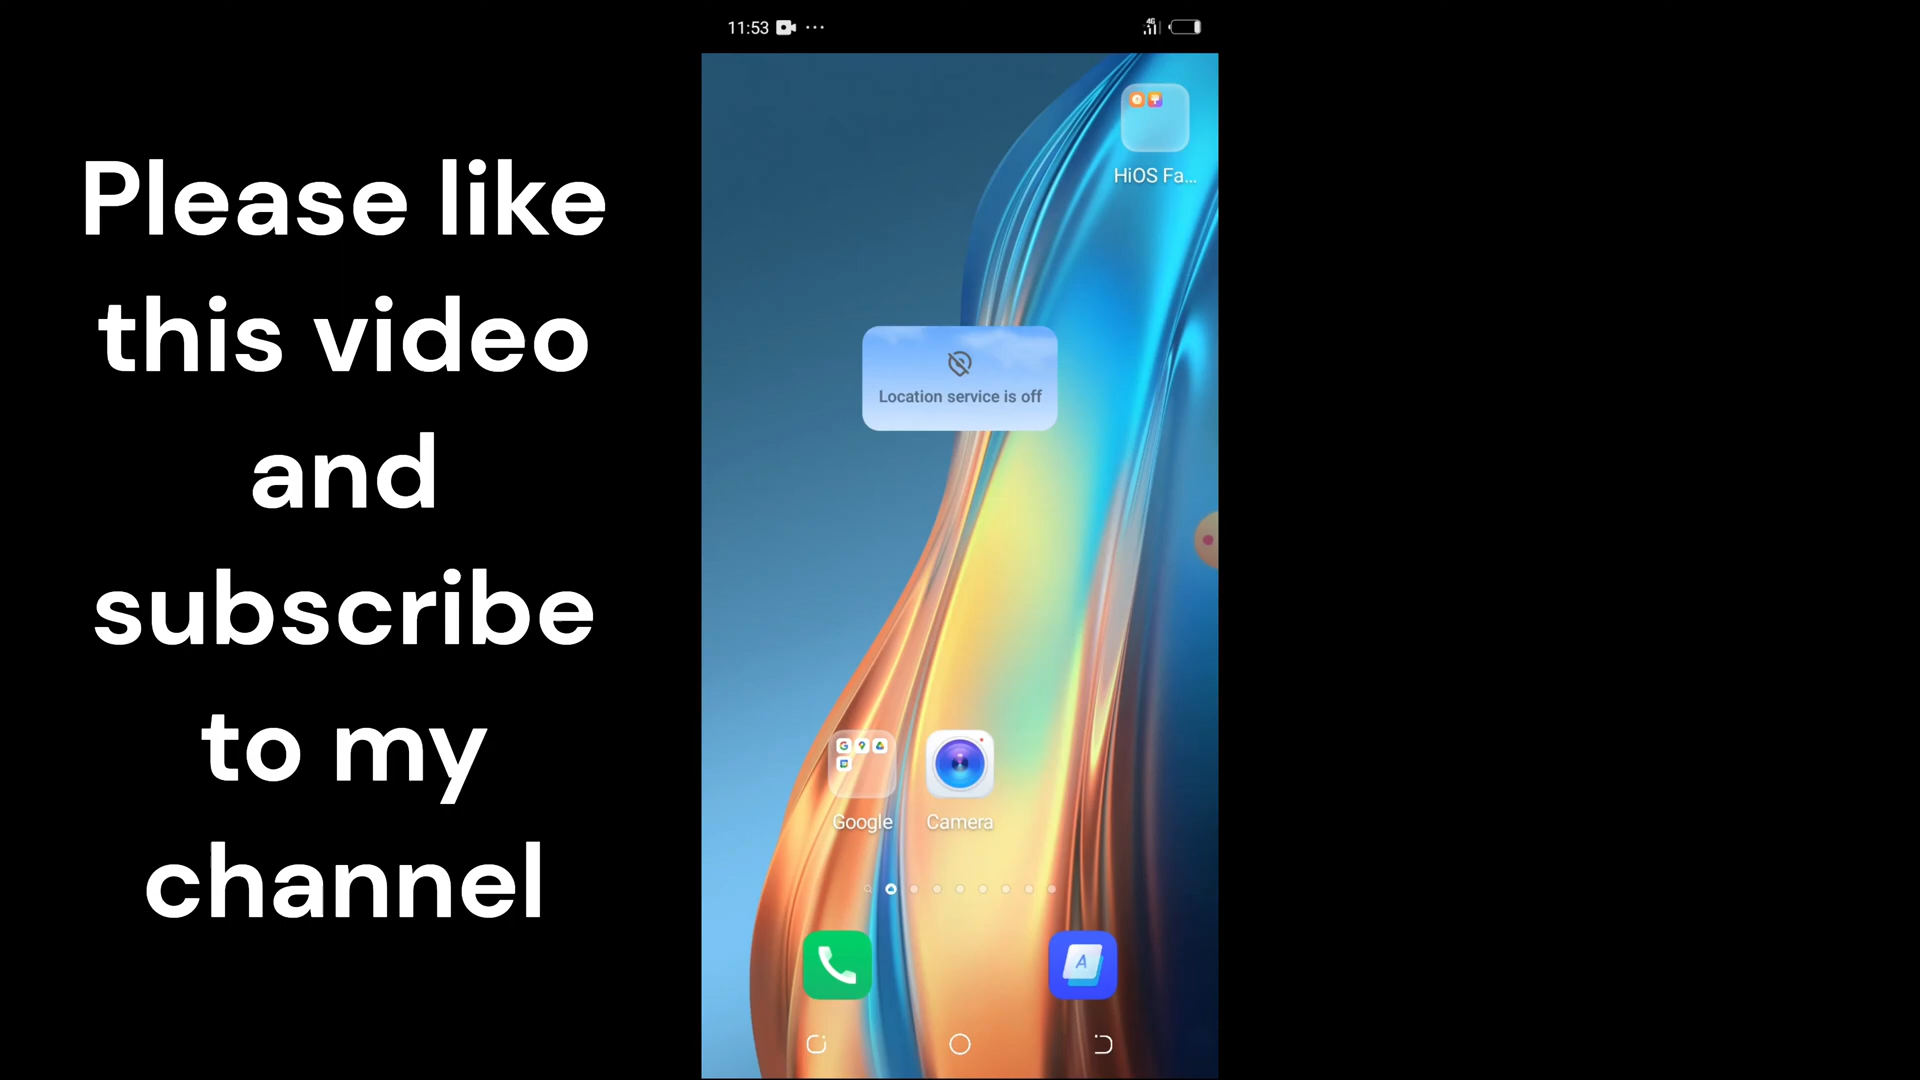 Please like
this video
and
subscribe
to my
channel
11:53
4G
HiOS Fa...
Location service is off
Google
Camera
A